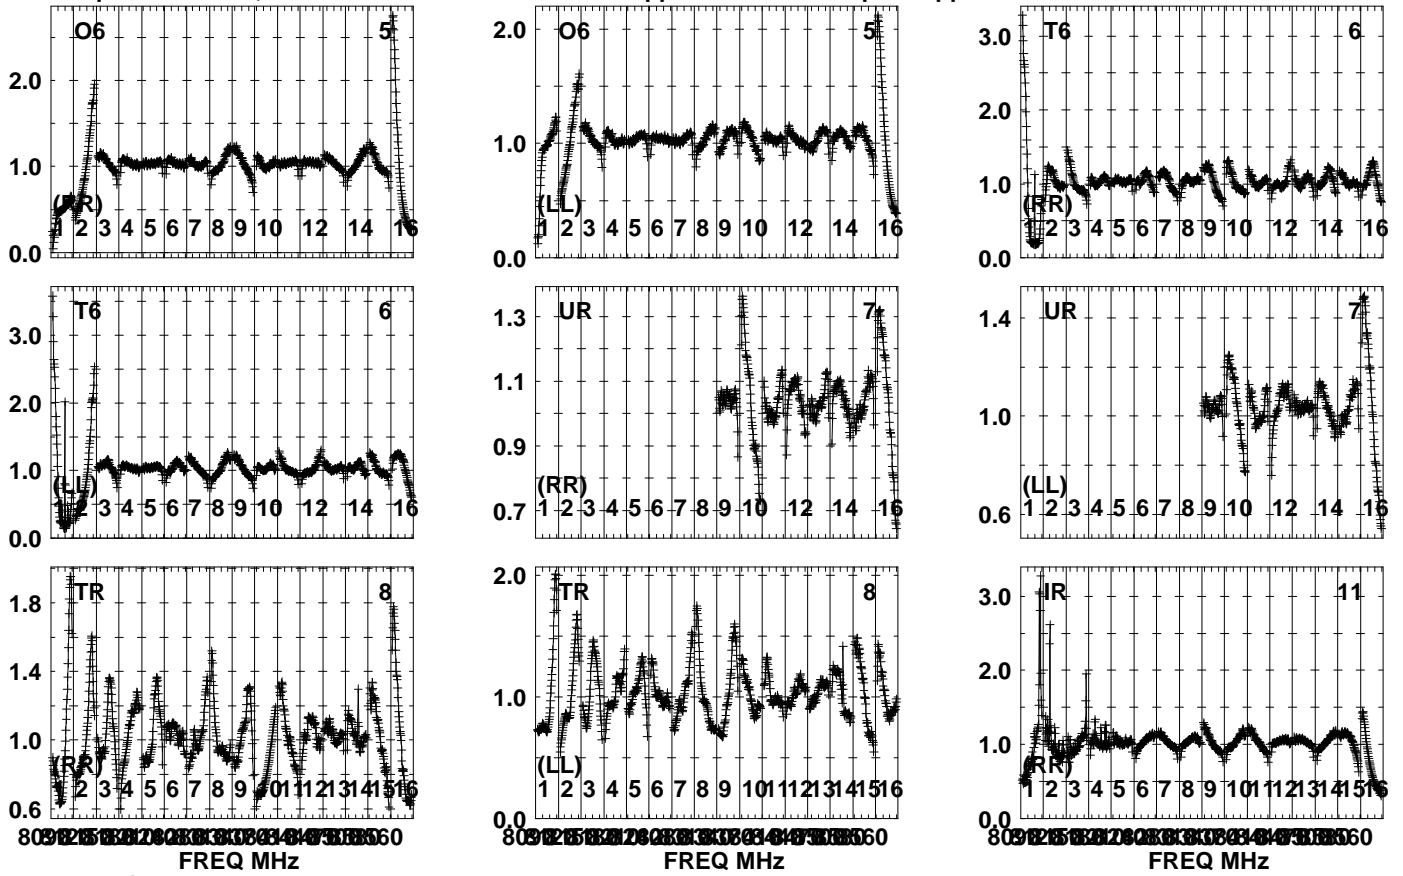 O6 5
2.0
1.0
0.0
(RR)
1 2 3 4 5 6 7 8 9 10 12 14 16
O6 5
2.0
1.0
0.0
(LL)
1 2 3 4 5 6 7 8 9 10 12 14 16
T6 6
3.0
2.0
1.0
0.0
(RR)
2 3 4 5 6 7 8 9 10 12 14 16
T6 6
3.0
2.0
1.0
0.0
(LL)
1 2 3 4 5 6 7 8 9 10 12 14 16
UR 7
1.3
1.1
0.9
0.7
(RR)
1 2 3 4 5 6 7 8 9 10 12 14 16
UR 7
1.4
1.0
0.6
(LL)
1 2 3 4 5 6 7 8 9 10 12 14 16
TR 8
1.8
1.4
1.0
0.6
(RR)
2 3 4 5 6 7 8 9 10 11 12 13 14 15 16
FREQ MHz
TR 8
2.0
1.0
0.0
(LL)
1 2 3 4 5 6 7 8 9 10 11 12 13 14 15 16
FREQ MHz
IR 11
3.0
2.0
1.0
0.0
(RR)
2 3 4 5 6 7 8 9 10 11 12 13 14 15 16
FREQ MHz